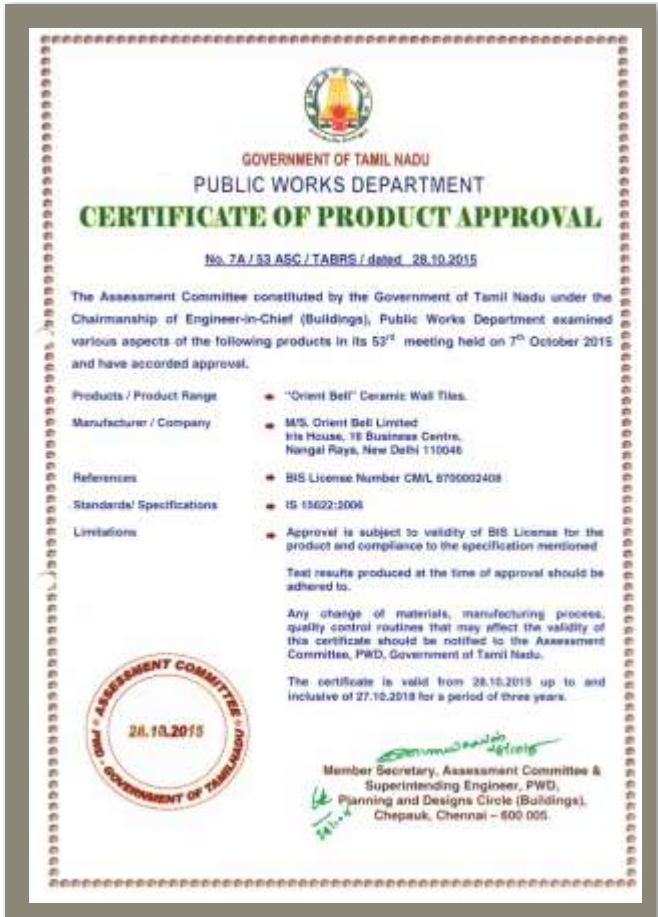 GOVERNMENT OF TAMIL NADU
PUBLIC WORKS DEPARTMENT
CERTIFICATE OF PRODUCT APPROVAL
No. 7A / 53 ASC / TABRS / dated 28.10.2015
The Assessment Committee constituted by the Government of Tamil Nadu under the
Chairmanship of Engineer-in-Chief (Buildings), Public Works Department examined
various aspects of the following products in its 53rd meeting held on 7th October 2015
and have accorded approval.
Products / Product Range "Orient Bell" Ceramic Wall Tiles.
Manufacturer / Company M/S. Orient Bell Limited
Iris House, 16 Business Centre,
Nangal Raya, New Delhi 110046
References BIS License Number CM/L 8700002408
Standards/ Specifications IS 15622:2006
Limitations Approval is subject to validity of BIS License for the
product and compliance to the specification mentioned
Test results produced at the time of approval should be
adhered to.
Any change of materials, manufacturing process,
quality control routines that may affect the validity of
this certificate should be notified to the Assessment
Committee, PWD, Government of Tamil Nadu.
The certificate is valid from 28.10.2015 up to and
inclusive of 27.10.2018 for a period of three years.
ASSESSMENT COMMITTEE
28.10.2015
PWD - GOVERNMENT OF TAMILNADU
Member Secretary, Assessment Committee &
Superintending Engineer, PWD,
Planning and Designs Circle (Buildings),
Chepauk, Chennai – 600 005.